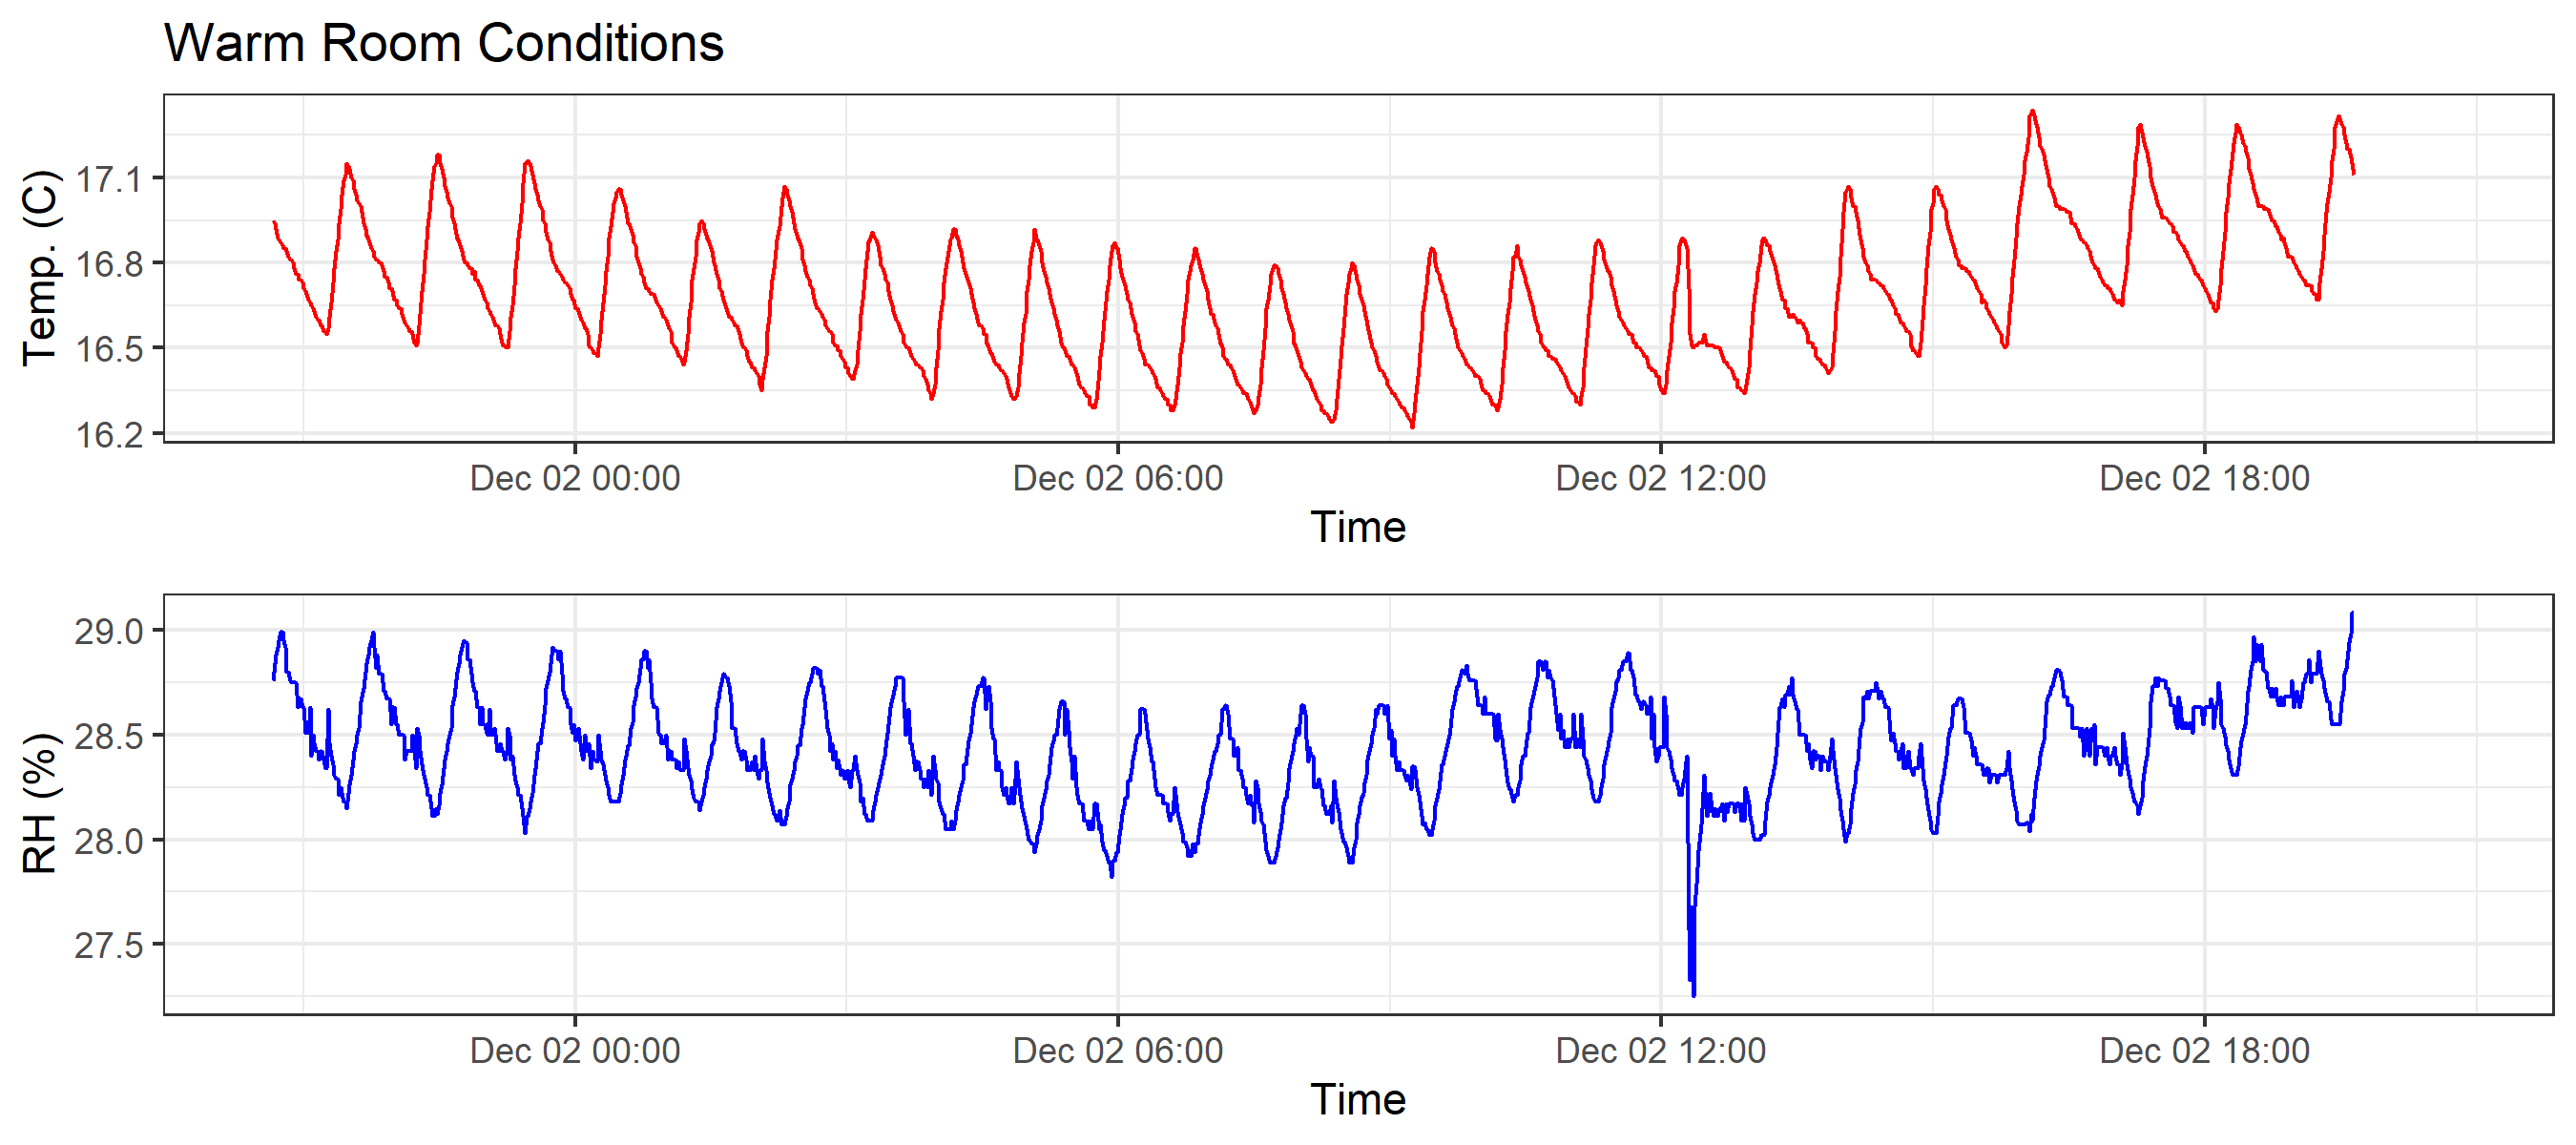 Warm Room Conditions
Temp. (C)
17.1
16.8
16.5
16.2
Dec 02 00:00 Dec 02 06:00 Dec 02 12:00 Dec 02 18:00
Time
RH (%)
29.0
28.5
28.0
27.5
Dec 02 00:00 Dec 02 06:00 Dec 02 12:00 Dec 02 18:00
Time